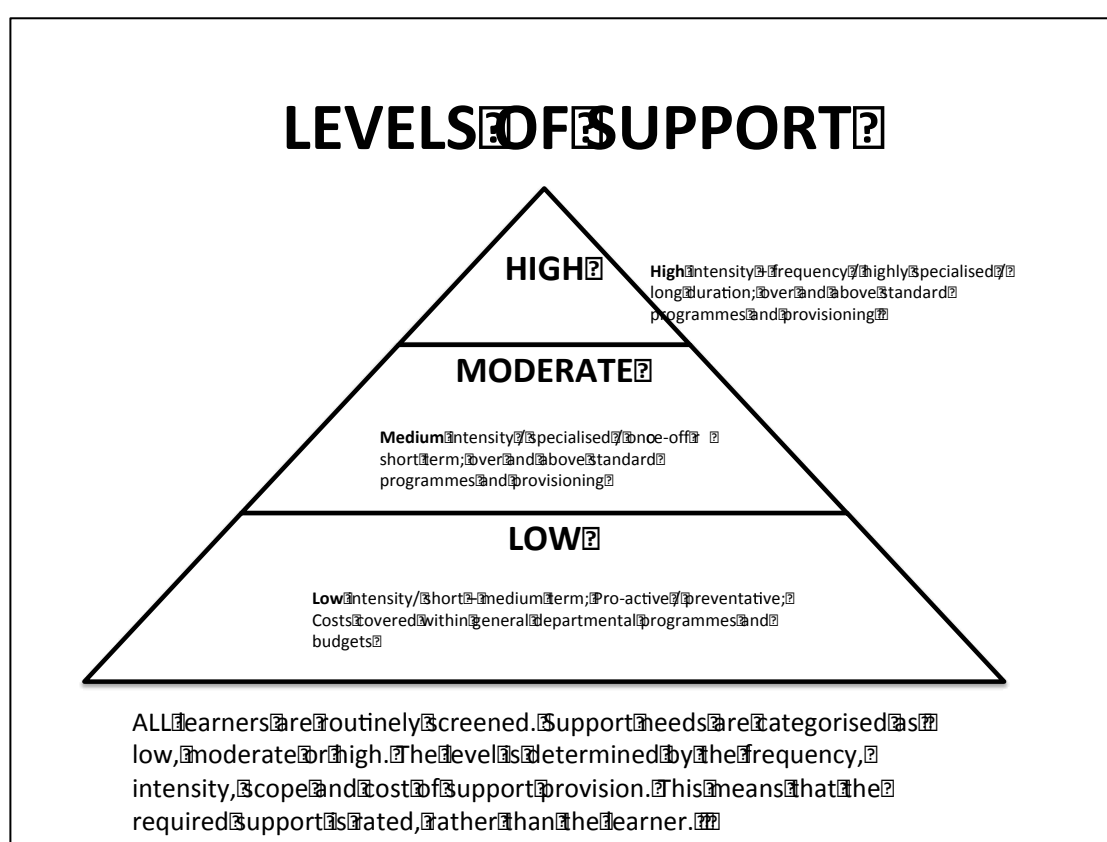 LEVELS OF SUPPORT
HIGH
High intensity – frequency / highly specialised /
long duration; over and above standard
programmes and provisioning
MODERATE
Medium intensity / specialised / once-off
short term; over and above standard
programmes and provisioning
LOW
Low intensity/ short – medium term; Pro-active / preventative;
Costs covered within general departmental programmes and
budgets
ALL learners are routinely screened. Support needs are categorised as
low, moderate or high. The level is determined by the frequency,
intensity, scope and cost of support provision. This means that the
required support is rated, rather than the learner.